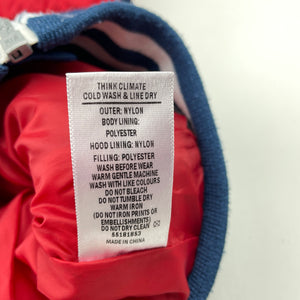 THINK CLIMATE
COLD WASH & LINE DRY
OUTER: NYLON
BODY LINING:
POLYESTER
HOOD LINING: NYLON
FILLING: POLYESTER
WASH BEFORE WEAR
WARM GENTLE MACHINE
WASH WITH LIKE COLOURS
DO NOT BLEACH
DO NOT TUMBLE DRY
WARM IRON
(DO NOT IRON PRINTS OR
EMBELLISHMENTS)
DO NOT DRY CLEAN
55181853
MADE IN CHINA